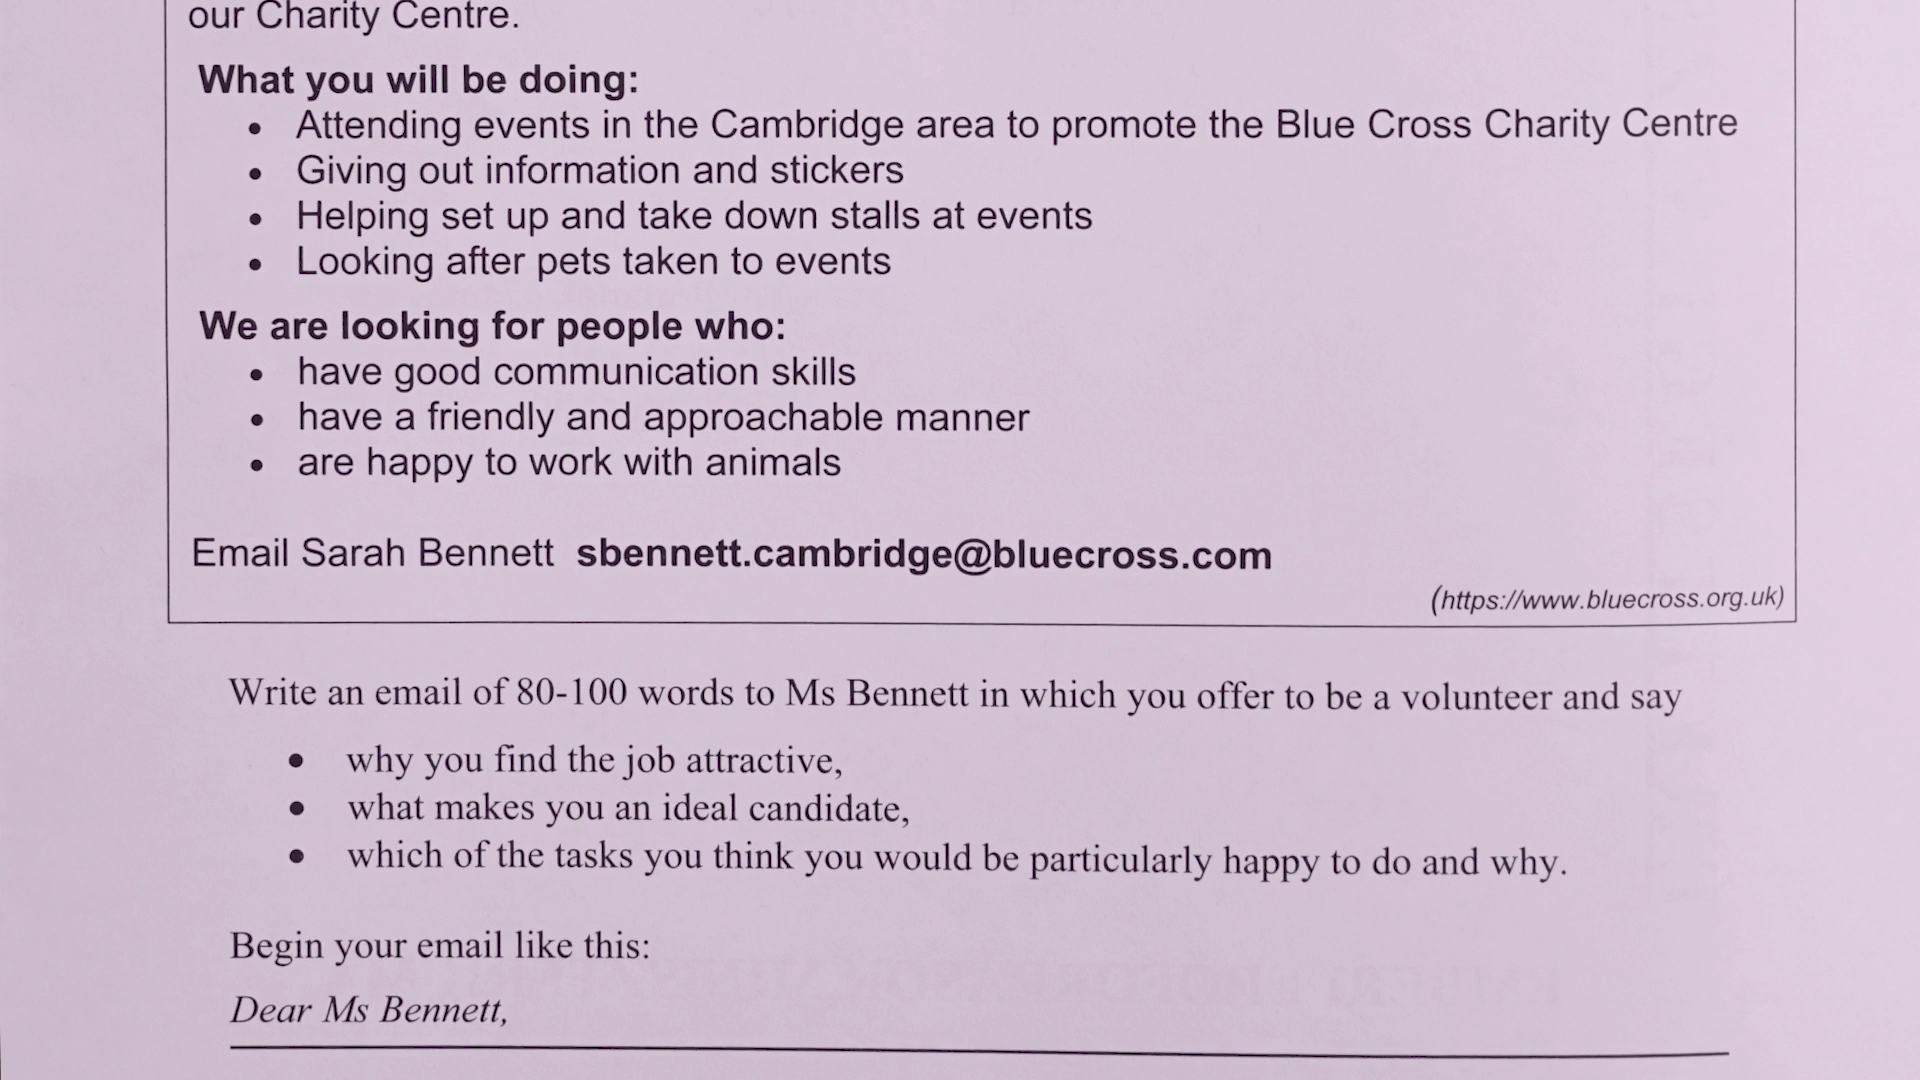 our Charity Centre.
What you will be doing:
• Attending events in the Cambridge area to promote the Blue Cross Charity Centre
• Giving out information and stickers
• Helping set up and take down stalls at events
• Looking after pets taken to events
We are looking for people who:
• have good communication skills
• have a friendly and approachable manner
• are happy to work with animals
Email Sarah Bennett sbennett.cambridge@bluecross.com
(https://www.bluecross.org.uk)
Write an email of 80-100 words to Ms Bennett in which you offer to be a volunteer and say
• why you find the job attractive,
• what makes you an ideal candidate,
• which of the tasks you think you would be particularly happy to do and why.
Begin your email like this:
Dear Ms Bennett,